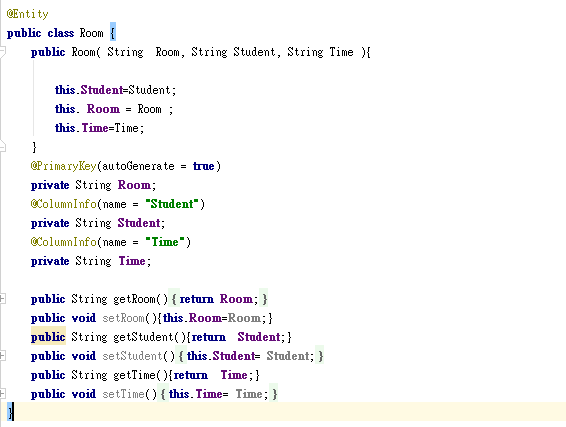 @Entity
public class Room {
public Room( String  Room, String Student, String Time ){
this.Student=Student;
this. Room = Room ;
this.Time=Time;
}
@PrimaryKey(autoGenerate = true)
private String Room;
@ColumnInfo(name = "Student")
private String Student;
@ColumnInfo(name = "Time")
private String Time;
public String getRoom(){return Room;}
public void setRoom(){this.Room=Room;}
public String getStudent(){return  Student;}
public void setStudent(){this.Student= Student;}
public String getTime(){return  Time;}
public void setTime(){this.Time= Time;}
}